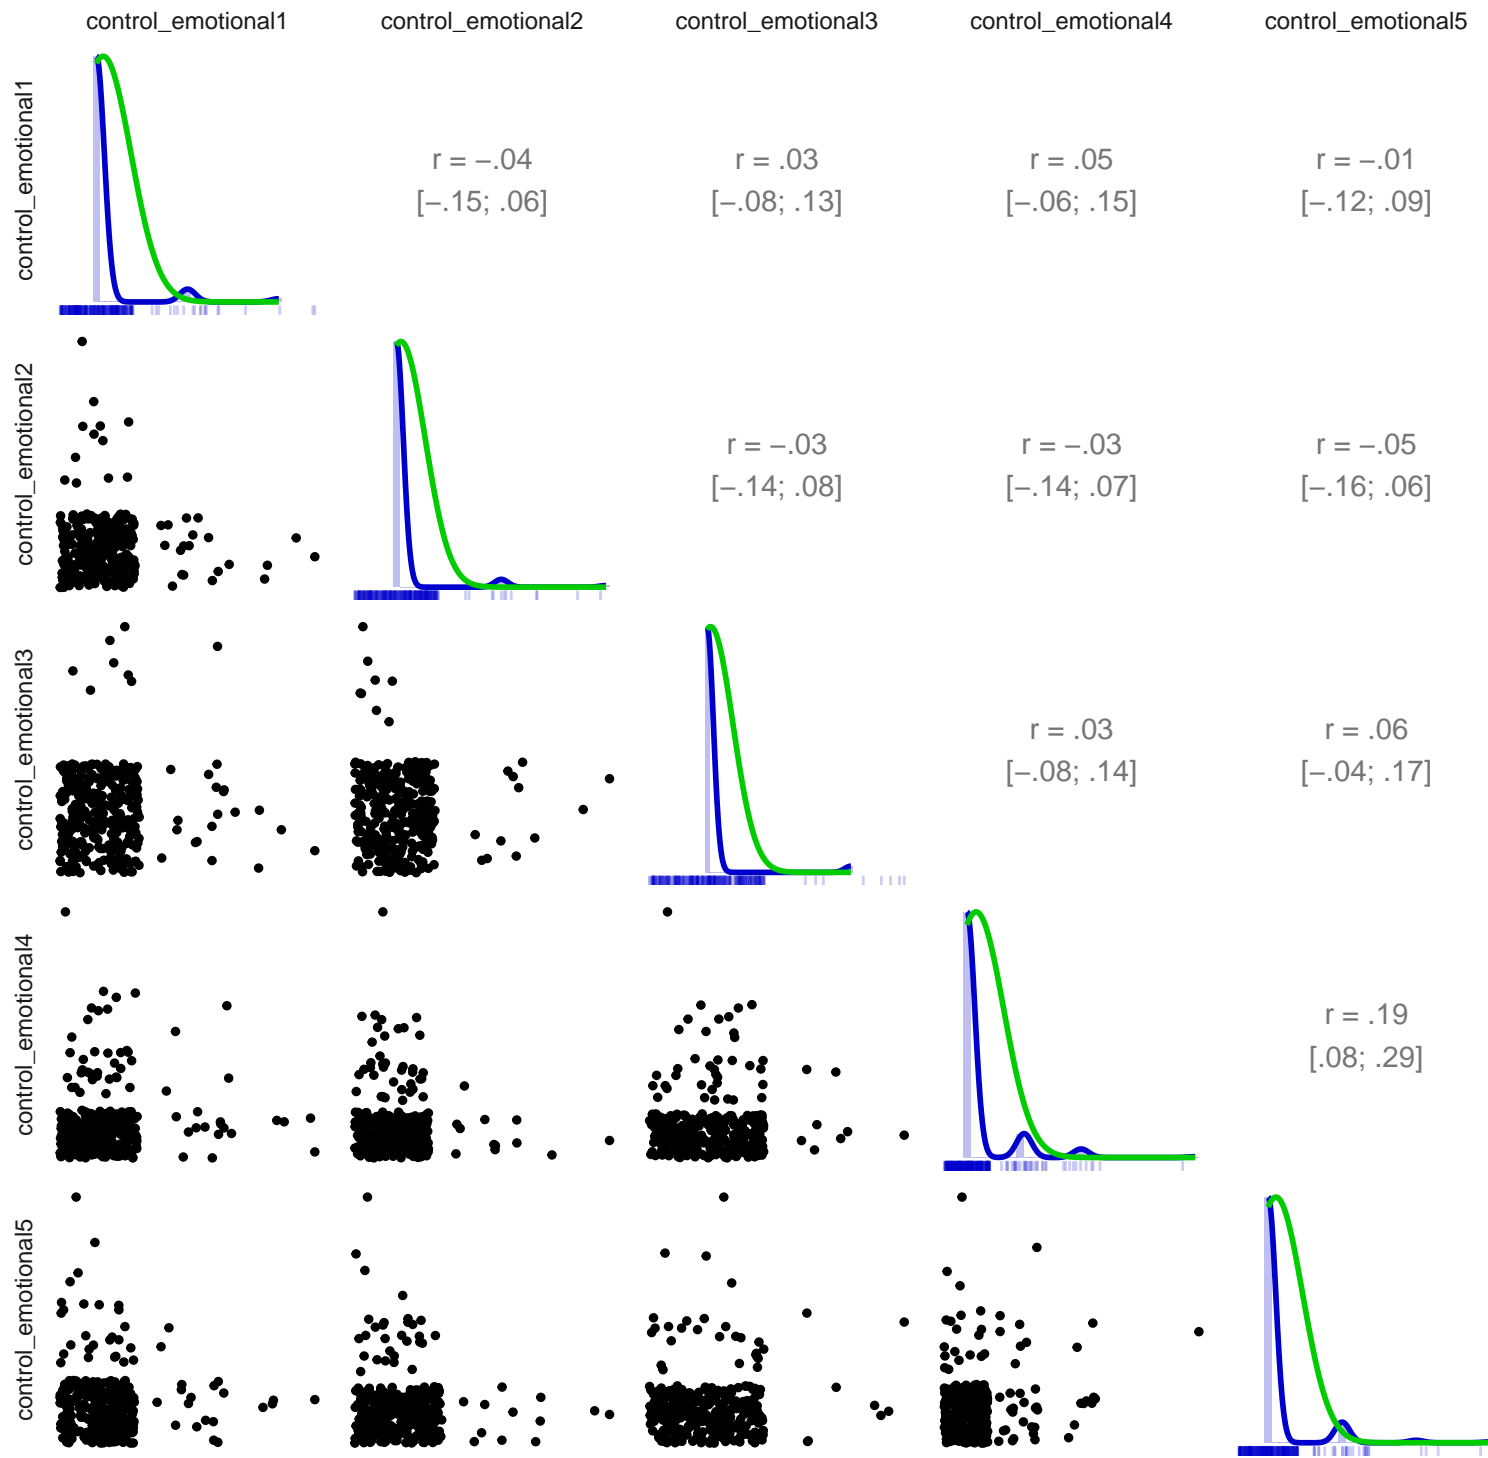 control_emotional1 control_emotional2 control_emotional3 control_emotional4 control_emotional5
control_emotional1
r = −.04 r = .03 r = .05 r = −.01
[−.15; .06] [−.08; .13] [−.06; .15] [−.12; .09]
control_emotional2
r = −.03 r = −.03 r = −.05
[−.14; .08] [−.14; .07] [−.16; .06]
control_emotional3
r = .03 r = .06
[−.08; .14] [−.04; .17]
control_emotional4
r = .19
[.08; .29]
control_emotional5